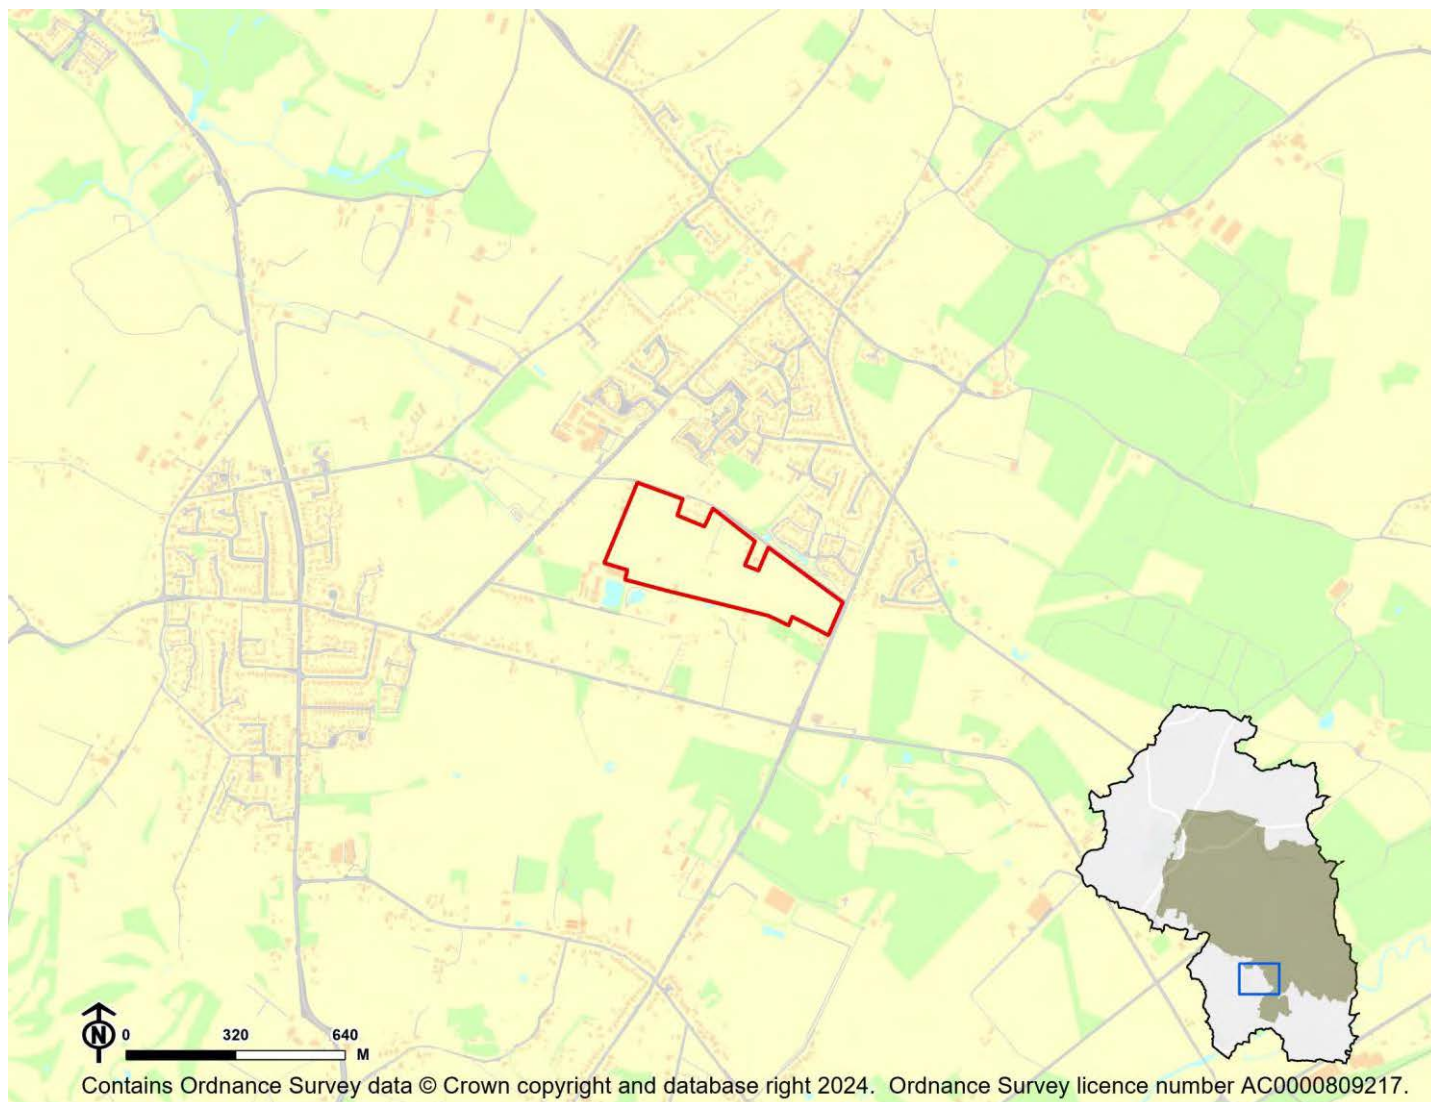 N 0 320 640
M
Contains Ordnance Survey data © Crown copyright and database right 2024. Ordnance Survey licence number AC0000809217.